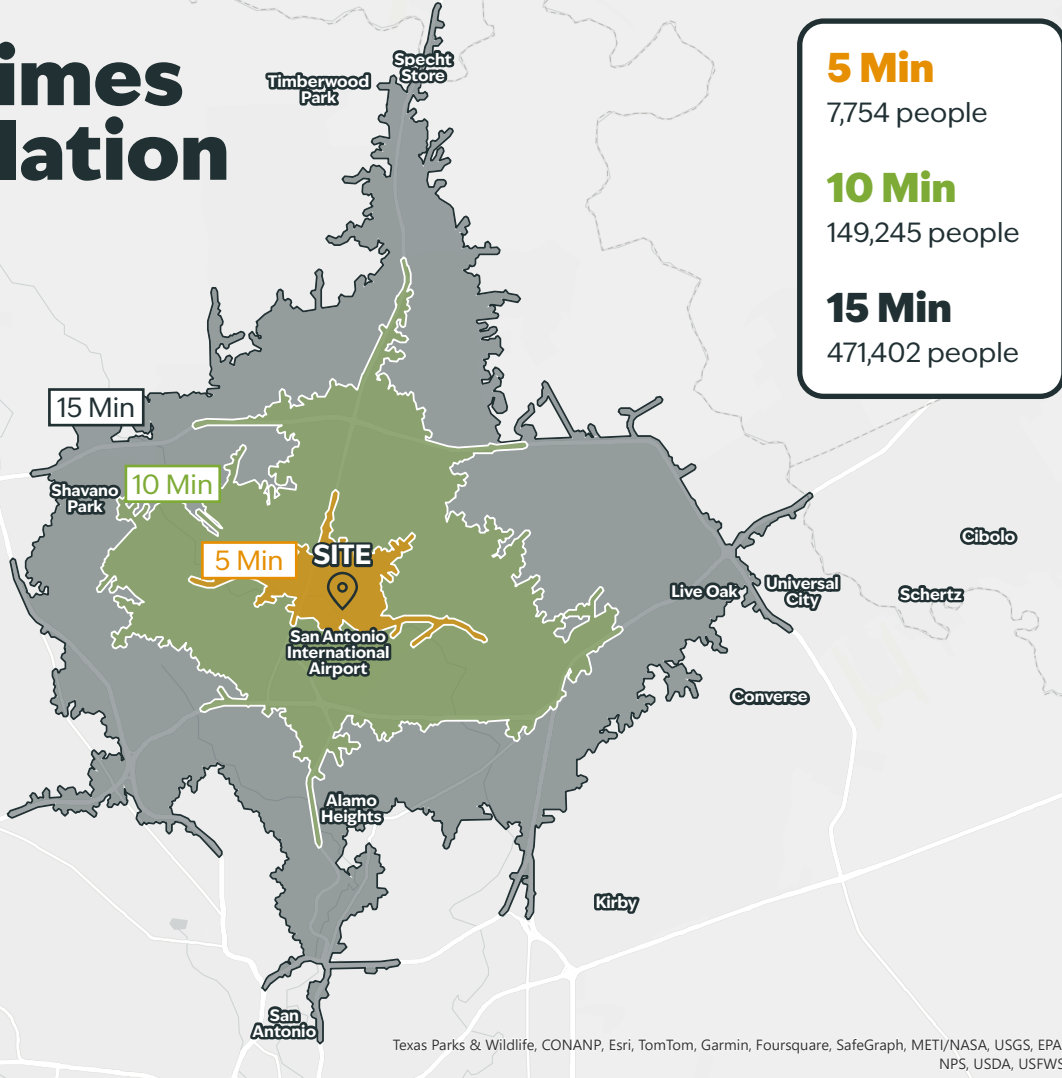 imes
lation
5 Min
7,754 people
10 Min
149,245 people
15 Min
471,402 people
Specht
Store
Timberwood
Park
15 Min
Shavano
Park
10 Min
5 Min
SITE
San Antonio
International
Airport
Live Oak
Universal
City
Cibolo
Schertz
Converse
Alamo
Heights
Kirby
San
Antonio
Texas Parks & Wildlife, CONANP, Esri, TomTom, Garmin, Foursquare, SafeGraph, METI/NASA, USGS, EPA
NPS, USDA, USFWS